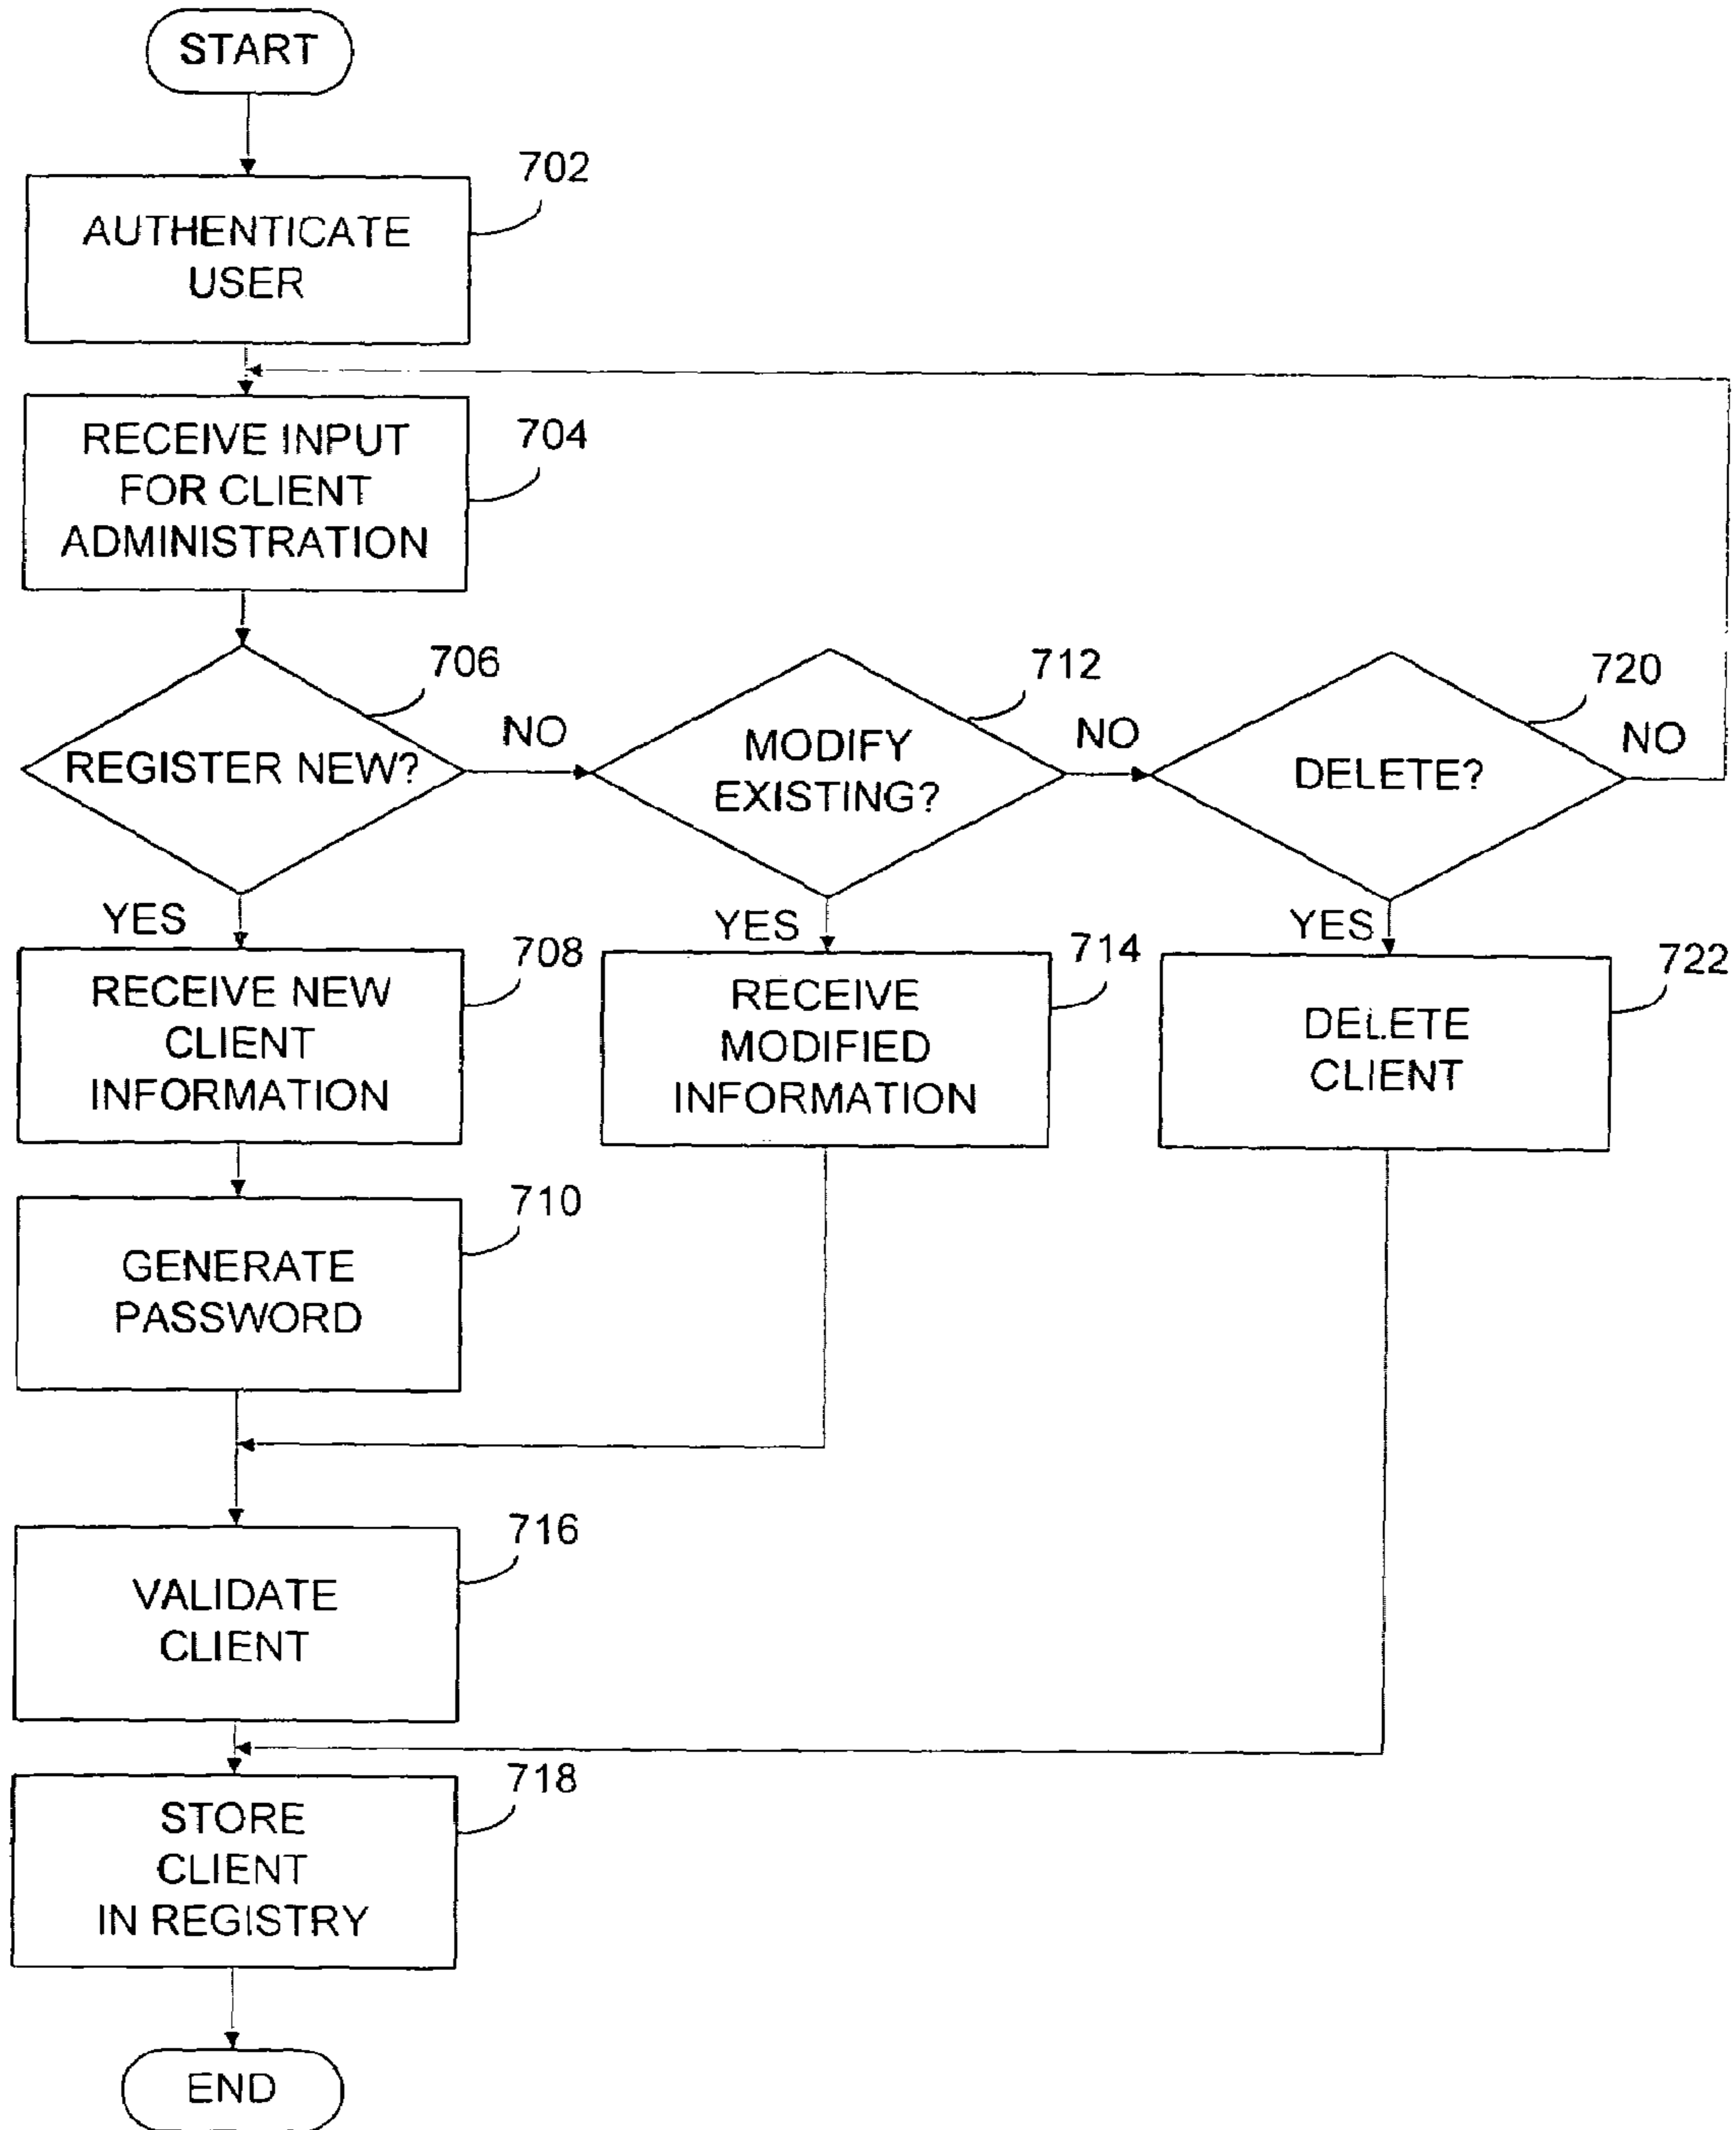 START
702
AUTHENTICATE
USER
704
RECEIVE INPUT
FOR CLIENT
ADMINISTRATION
706
REGISTER NEW?
NO
712
MODIFY
EXISTING?
NO
720
DELETE?
NO
YES
708
RECEIVE NEW
CLIENT
INFORMATION
YES
714
RECEIVE
MODIFIED
INFORMATION
YES
722
DELETE
CLIENT
710
GENERATE
PASSWORD
716
VALIDATE
CLIENT
718
STORE
CLIENT
IN REGISTRY
END